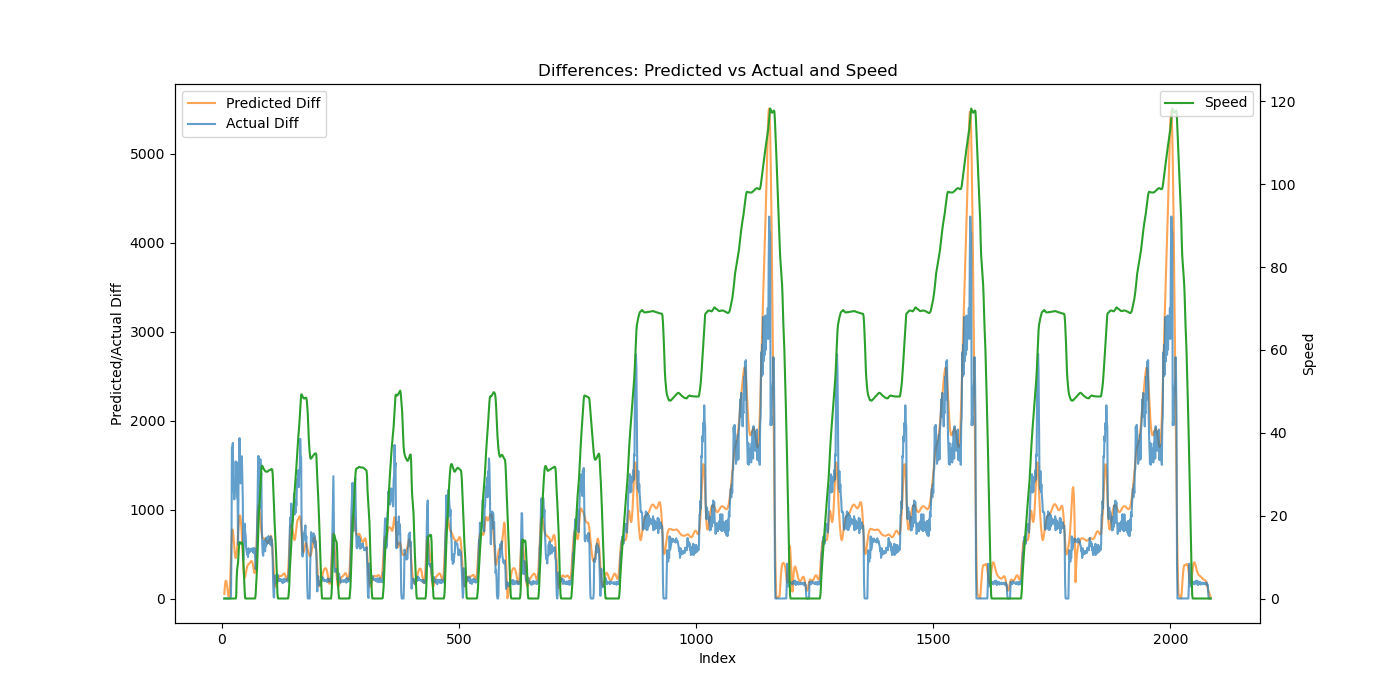 Differences: Predicted vs Actual and Speed
Predicted Diff
Actual Diff
Speed
Predicted/Actual Diff
5000
4000
3000
2000
1000
0
120
100
80
60
40
20
0
Speed
0
500
1000
1500
2000
Index